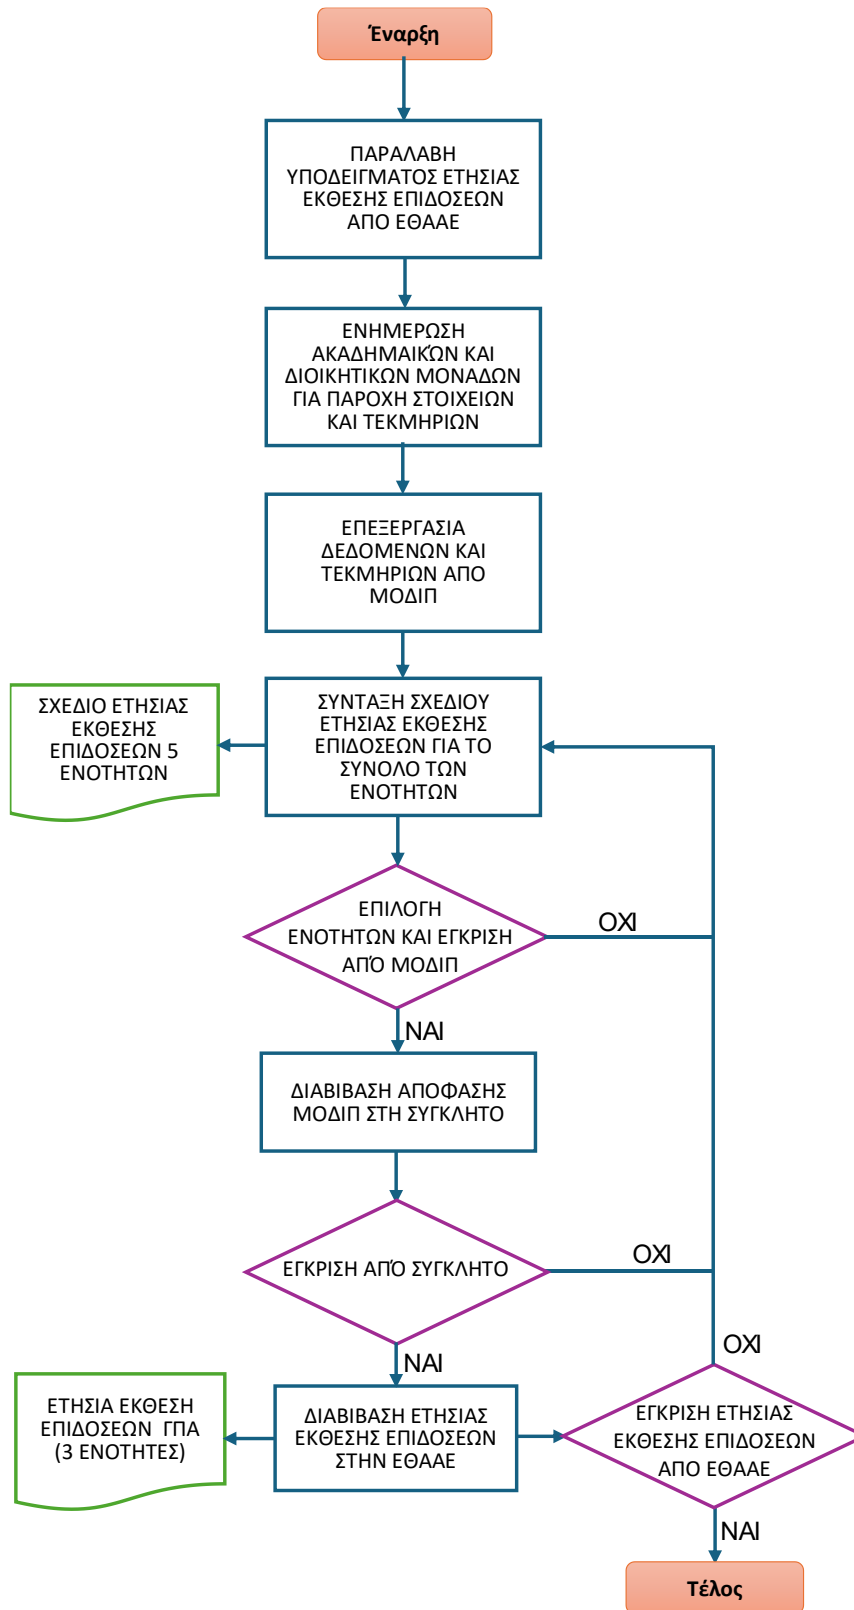 Έναρξη
ΠΑΡΑΛΑΒΗ
ΥΠΟΔΕΙΓΜΑΤΟΣ ΕΤΗΣΙΑΣ
ΕΚΘΕΣΗΣ ΕΠΙΔΟΣΕΩΝ
ΑΠΟ ΕΘΑΑΕ
ΕΝΗΜΕΡΩΣΗ
ΑΚΑΔΗΜΑΙΚΏΝ ΚΑΙ
ΔΙΟΙΚΗΤΙΚΩΝ ΜΟΝΑΔΩΝ
ΓΙΑ ΠΑΡΟΧΗ ΣΤΟΙΧΕΙΩΝ
ΚΑΙ ΤΕΚΜΗΡΙΩΝ
ΕΠΕΞΕΡΓΑΣΙΑ
ΔΕΔΟΜΕΝΩΝ ΚΑΙ
ΤΕΚΜΗΡΙΩΝ ΑΠΟ
ΜΟΔΙΠ
ΣΧΕΔΙΟ ΕΤΗΣΙΑΣ
ΕΚΘΕΣΗΣ
ΕΠΙΔΟΣΕΩΝ 5
ΕΝΟΤΗΤΩΝ
ΣΥΝΤΑΞΗ ΣΧΕΔΙΟΥ
ΕΤΗΣΙΑΣ ΕΚΘΕΣΗΣ
ΕΠΙΔΟΣΕΩΝ ΓΙΑ ΤΟ
ΣΥΝΟΛΟ ΤΩΝ
ΕΝΟΤΗΤΩΝ
ΕΠΙΛΟΓΗ
ΕΝΟΤΗΤΩΝ ΚΑΙ ΕΓΚΡΙΣΗ
ΑΠΌ ΜΟΔΙΠ
ΟΧΙ
ΝΑΙ
ΔΙΑΒΙΒΑΣΗ ΑΠΟΦΑΣΗΣ
ΜΟΔΙΠ ΣΤΗ ΣΥΓΚΛΗΤΟ
ΕΓΚΡΙΣΗ ΑΠΌ ΣΥΓΚΛΗΤΟ
ΟΧΙ
ΝΑΙ
ΕΤΗΣΙΑ ΕΚΘΕΣΗ
ΕΠΙΔΟΣΕΩΝ ΓΠΑ
(3 ΕΝΟΤΗΤΕΣ)
ΔΙΑΒΙΒΑΣΗ ΕΤΗΣΙΑΣ
ΕΚΘΕΣΗΣ ΕΠΙΔΟΣΕΩΝ
ΣΤΗΝ ΕΘΑΑΕ
ΟΧΙ
ΕΓΚΡΙΣΗ ΕΤΗΣΙΑΣ
ΕΚΘΕΣΗΣ ΕΠΙΔΟΣΕΩΝ
ΑΠΟ ΕΘΑΑΕ
ΝΑΙ
Τέλος